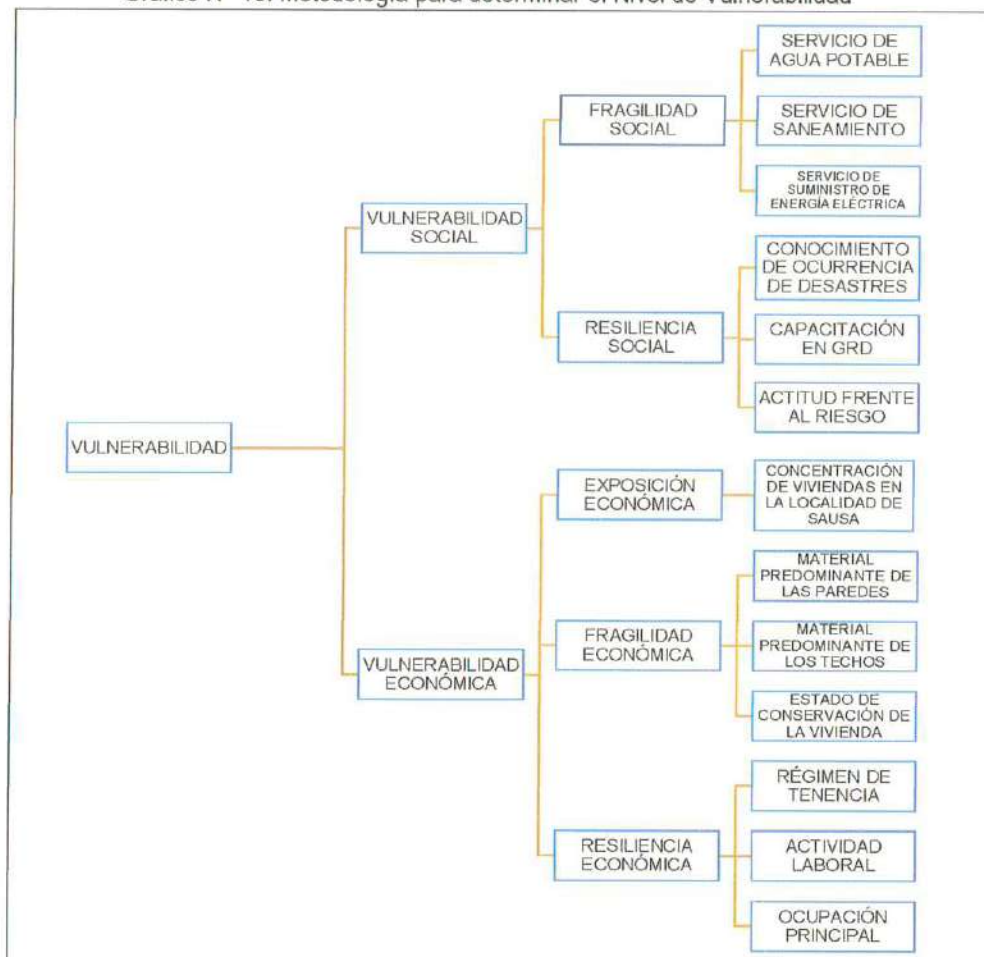 Metodología para determinar el Nivel de Vulnerabilidad
SERVICIO DE
AGUA POTABLE
FRAGILIDAD
SOCIAL
SERVICIO DE
SANEAMIENTO
SERVICIO DE
SUMINISTRO DE
ENERGÍA ELÉCTRICA
VULNERABILIDAD
SOCIAL
CONOCIMIENTO
DE OCURRENCIA
DE DESASTRES
RESILIENCIA
SOCIAL
CAPACITACIÓN
EN GRD
ACTITUD FRENTE
AL RIESGO
VULNERABILIDAD
EXPOSICIÓN
ECONÓMICA
CONCENTRACIÓN
DE VIVIENDAS EN
LA LOCALIDAD DE
SAUSA
MATERIAL
PREDOMINANTE DE
LAS PAREDES
VULNERABILIDAD
ECONÓMICA
FRAGILIDAD
ECONÓMICA
MATERIAL
PREDOMINANTE DE
LOS TECHOS
ESTADO DE
CONSERVACIÓN DE
LA VIVIENDA
RÉGIMEN DE
TENENCIA
RESILIENCIA
ECONÓMICA
ACTIVIDAD
LABORAL
OCUPACIÓN
PRINCIPAL